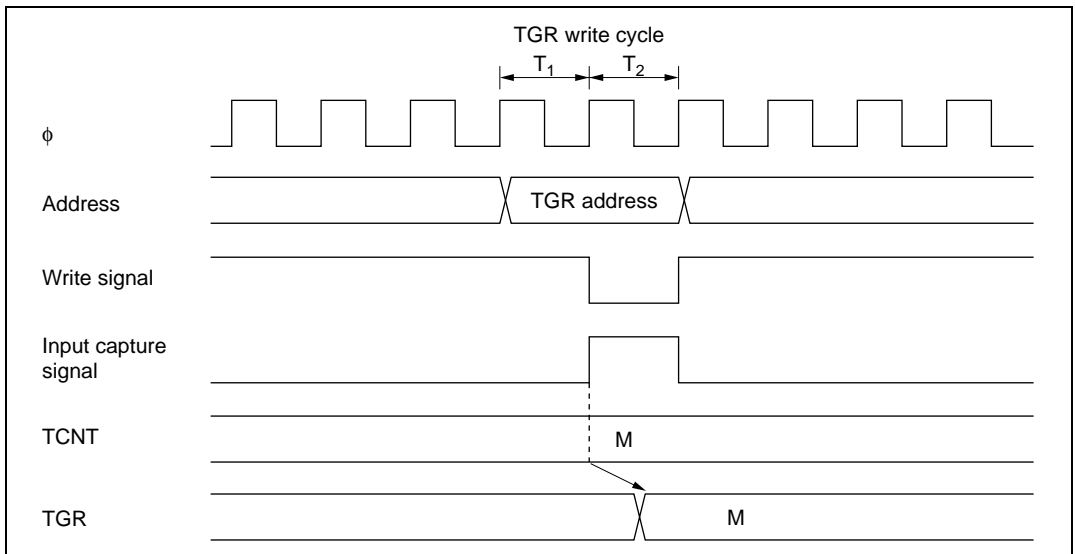 TGR write cycle
T1 T2
ϕ
Address
TGR address
Write signal
Input capture
signal
TCNT
M
TGR
M